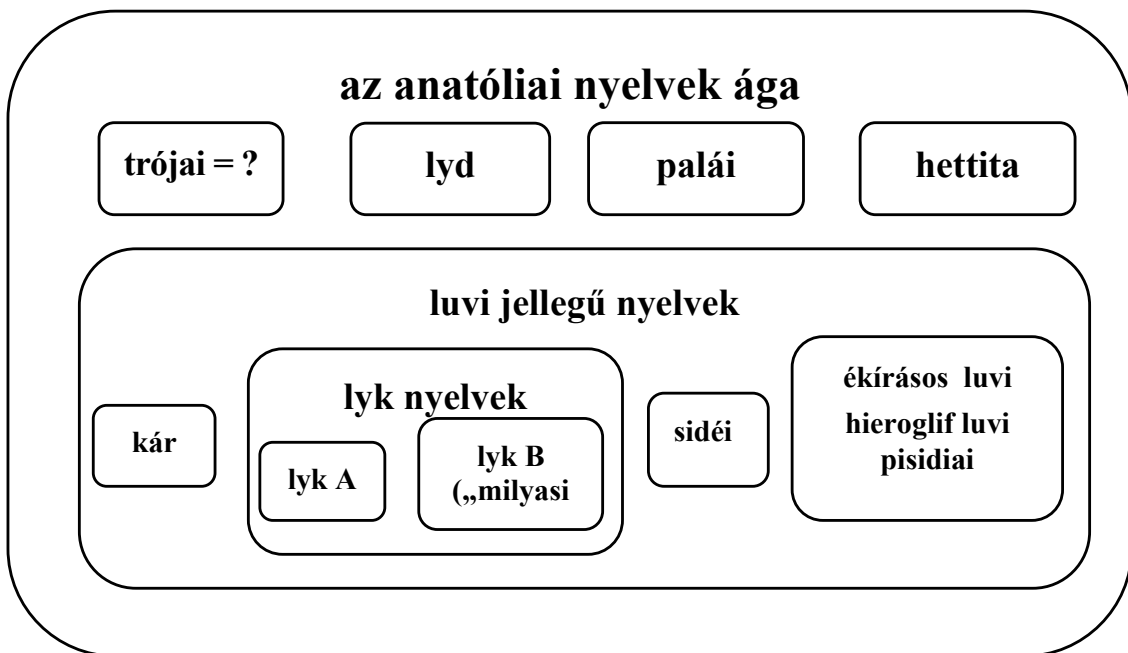 az anatóliai nyelvek ága
trójai = ?
lyd
palái
hettita
luvi jellegű nyelvek
kár
lyk nyelvek
lyk A
lyk B
(„milyasi
sidéi
ékírásos luvi
hieroglif luvi
pisidiai